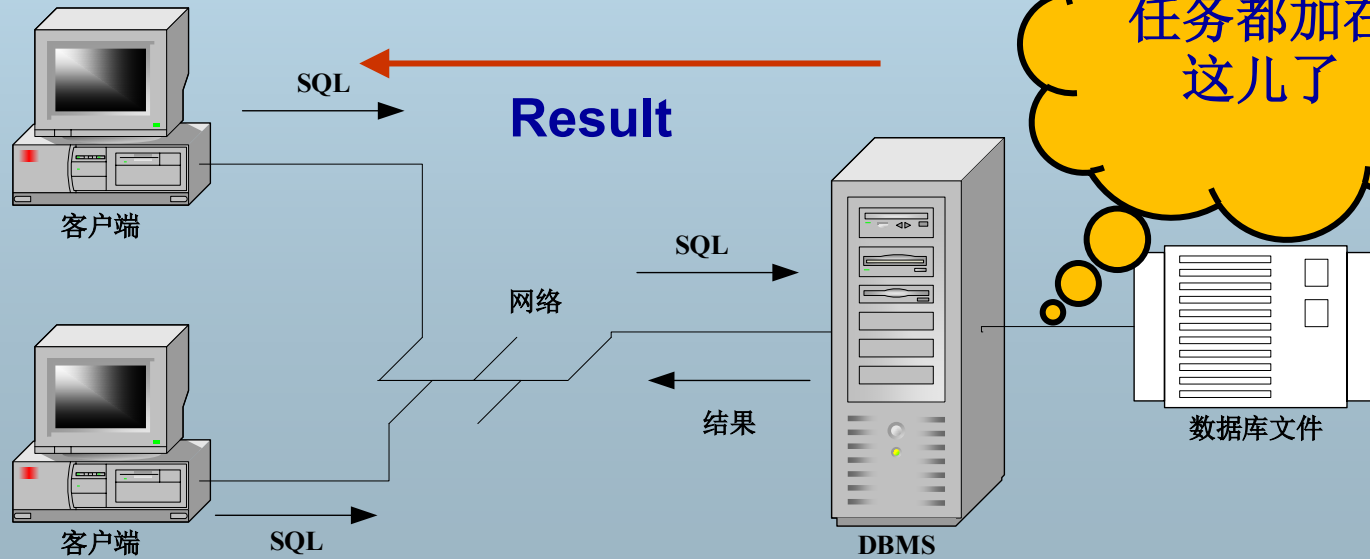 任务都加在
这儿了
SQL
Result
客户端
SQL
网络
结果
数据库文件
客户端
SQL
DBMS